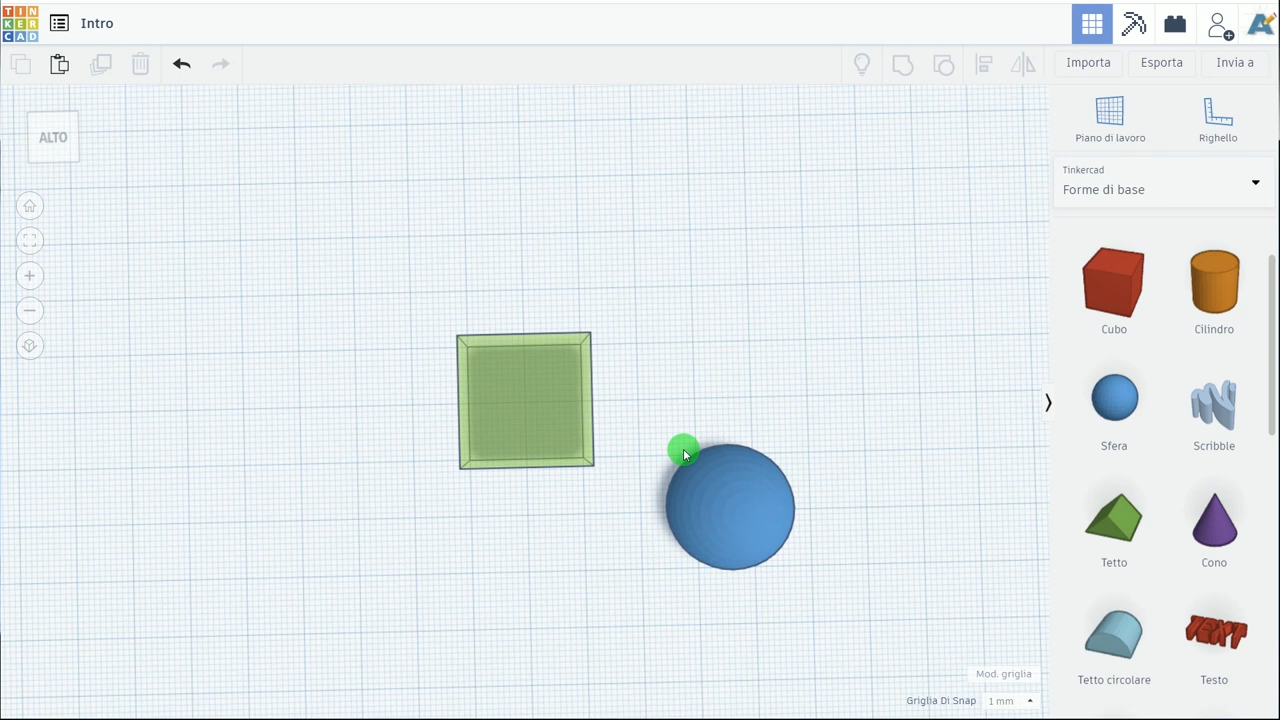 TIN
KER
CAD
Intro
Importa
Esporta
Invia a
ALTO
Piano di lavoro
Righello
Tinkercad
Forme di base
Cubo
Cilindro
Sfera
Scribble
Tetto
Cono
TEXT
Tetto circolare
Testo
Mod. griglia
Griglia Di Snap
1 mm